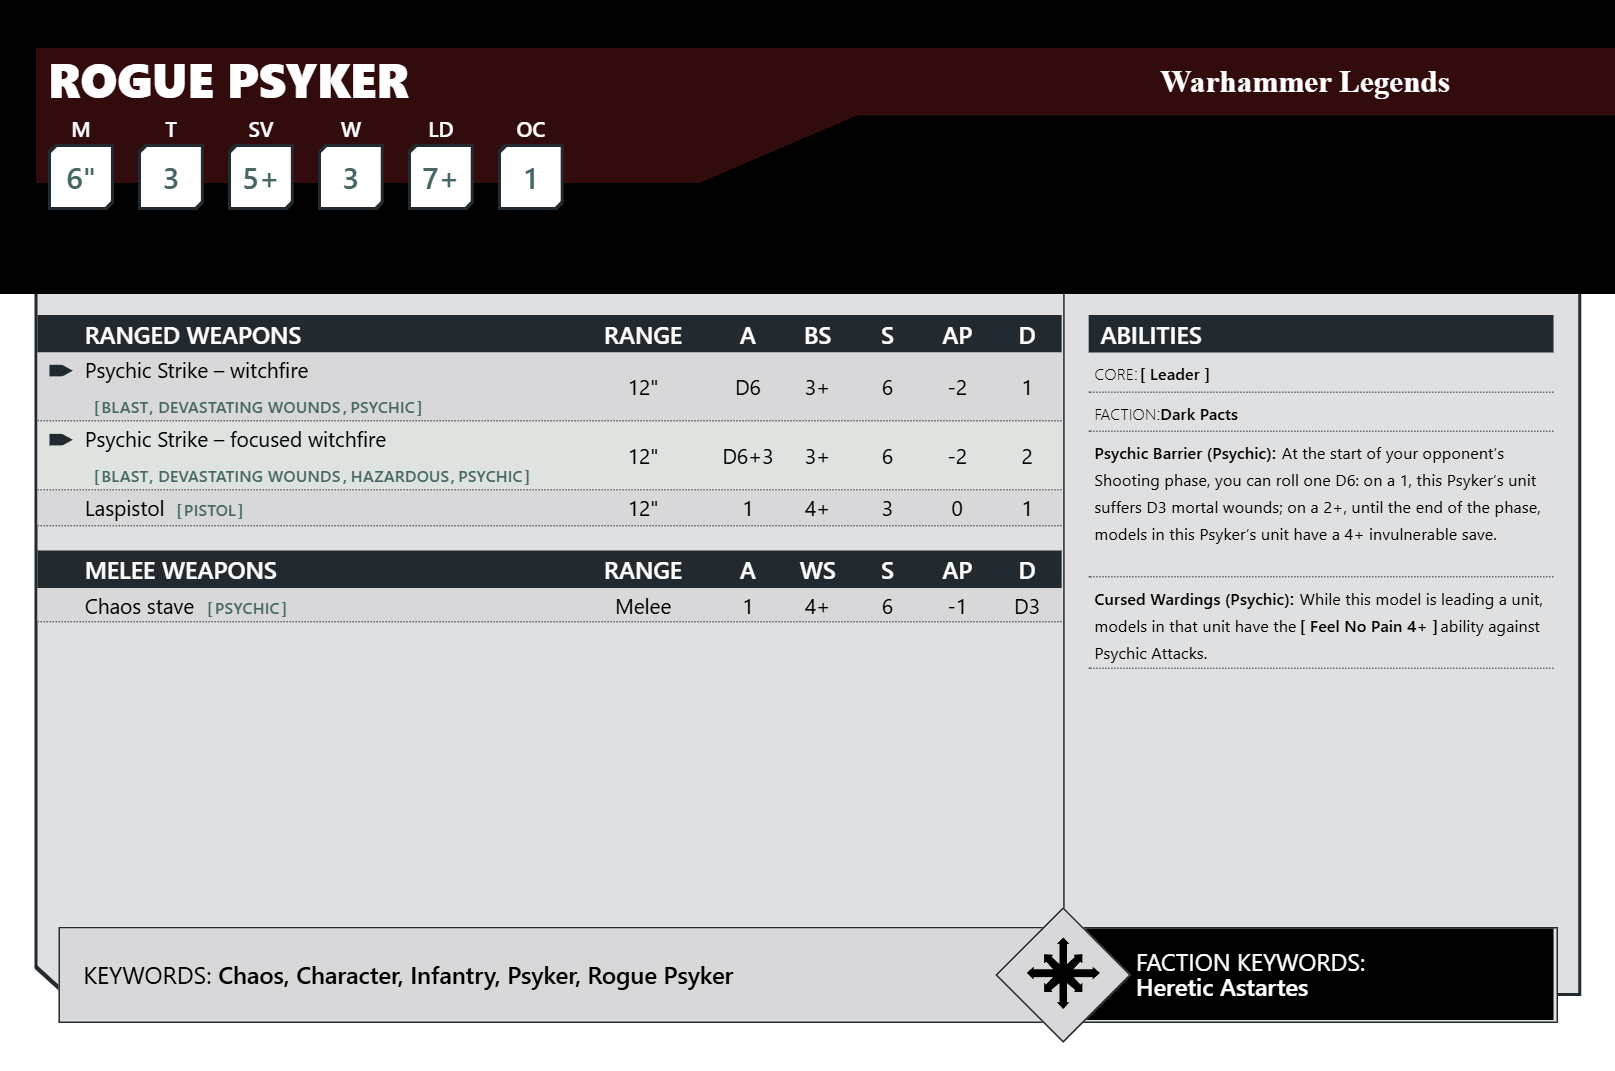 ROGUE PSYKER
Warhammer Legends
M T SV W LD OC
6" 3 5+ 3 7+ 1
RANGED WEAPONS RANGE A BS S AP D
Psychic Strike – witchfire
[BLAST, DEVASTATING WOUNDS, PSYCHIC]
12" D6 3+ 6 -2 1
Psychic Strike – focused witchfire
[BLAST, DEVASTATING WOUNDS, HAZARDOUS, PSYCHIC]
12" D6+3 3+ 6 -2 2
Laspistol [PISTOL] 12" 1 4+ 3 0 1
MELEE WEAPONS RANGE A WS S AP D
Chaos stave [PSYCHIC] Melee 1 4+ 6 -1 D3
ABILITIES
CORE:[ Leader ]
FACTION:Dark Pacts
Psychic Barrier (Psychic): At the start of your opponent's
Shooting phase, you can roll one D6: on a 1, this Psyker's unit
suffers D3 mortal wounds; on a 2+, until the end of the phase,
models in this Psyker's unit have a 4+ invulnerable save.
Cursed Wardings (Psychic): While this model is leading a unit,
models in that unit have the [ Feel No Pain 4+ ] ability against
Psychic Attacks.
KEYWORDS: Chaos, Character, Infantry, Psyker, Rogue Psyker
FACTION KEYWORDS:
Heretic Astartes